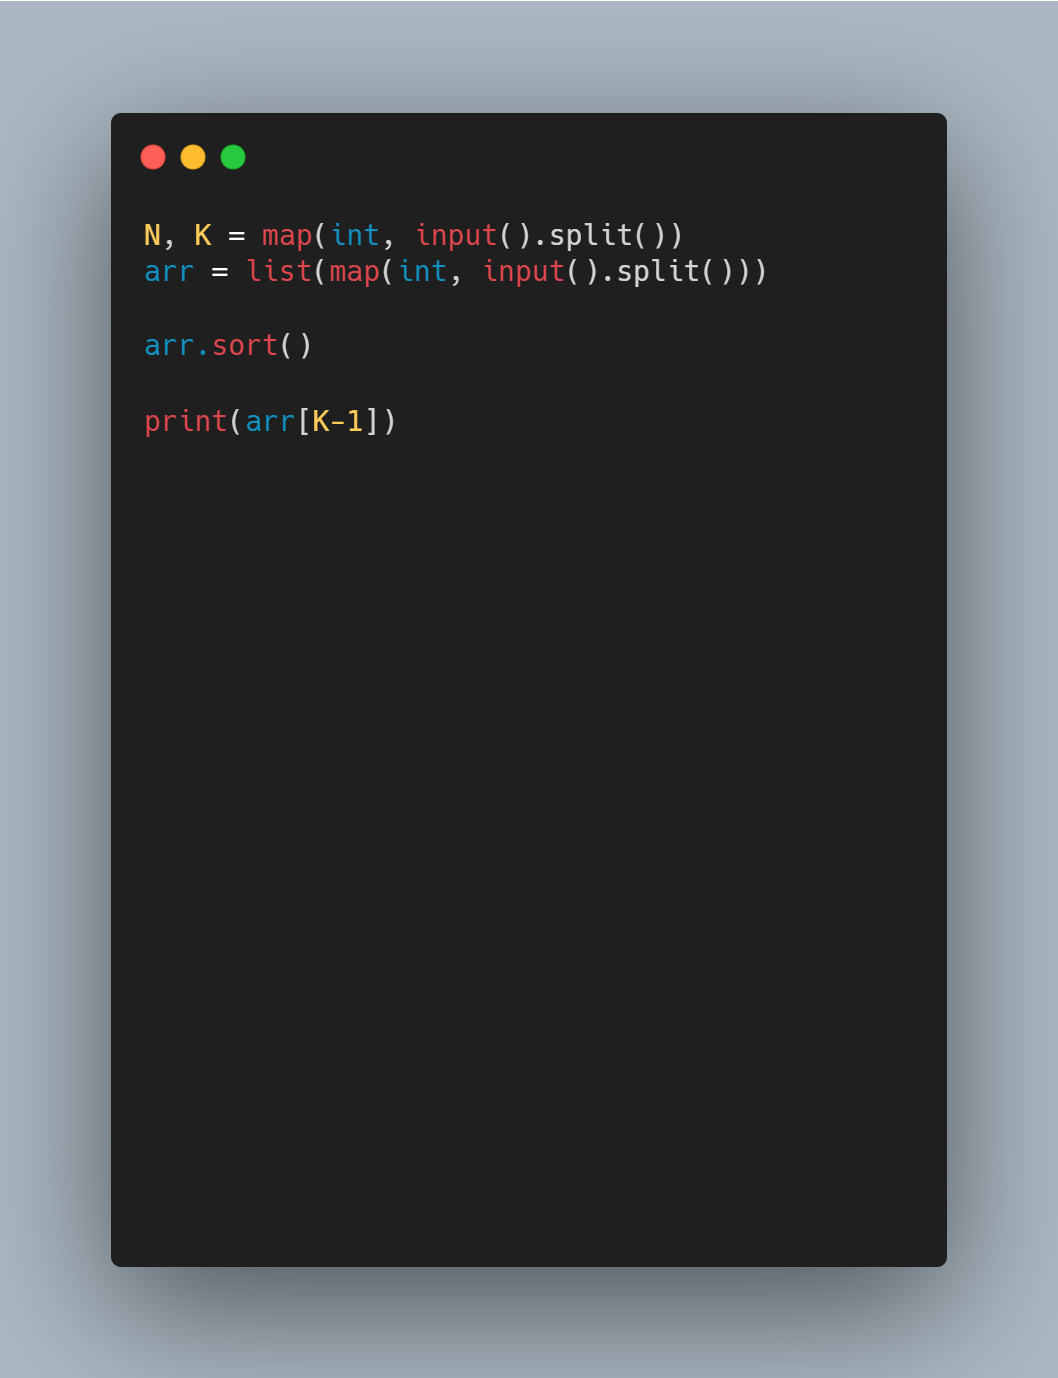 N, K = map(int, input().split())
arr = list(map(int, input().split()))
arr.sort()
print(arr[K-1])